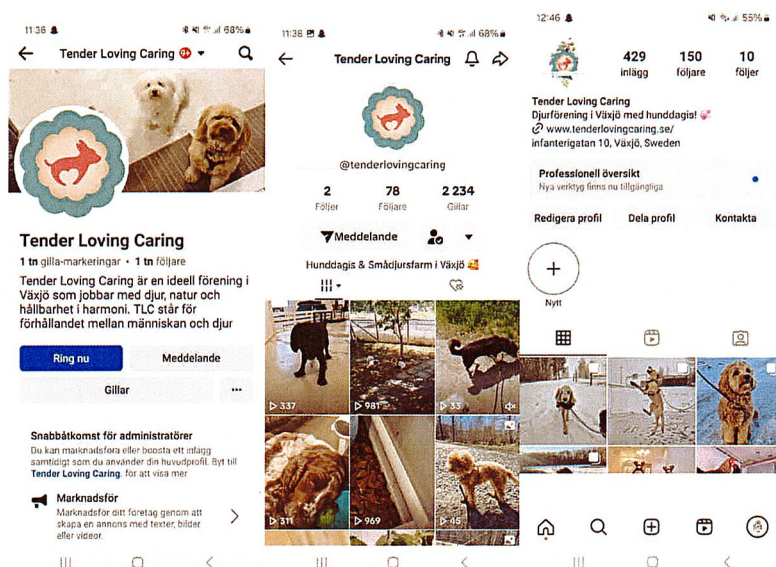 11:36
68%
Tender Loving Caring 9+
Tender Loving Caring
1 tn gilla-markeringar • 1 tn följare
Tender Loving Caring är en ideell förening i
Växjö som jobbar med djur, natur och
hållbarhet i harmoni. TLC står för
förhållandet mellan människan och djur
Ring nu
Meddelande
Gillar
Snabbåtkomst för administratörer
Du kan marknadsföra eller boosta ett inlägg
samtidigt som du använder din huvudprofil. Byt till
Tender Loving Caring. för att visa mer
Marknadsför
Marknadsför ditt företag genom att
skapa en annons med texter, bilder
eller videor.
11:38
68%
Tender Loving Caring
@tenderlovingcaring
2 78 2 234
Följer Följare Gillar
Meddelande
Hunddagis & Smådjursfarm i Växjö
337 981 33
311 969 45
12:46
55%
429 150 10
inlägg följare följer
Tender Loving Caring
Djurförening i Växjö med hunddagis!
www.tenderlovingcaring.se/
infanterigatan 10, Växjö, Sweden
Professionell översikt
Nya verktyg finns nu tillgängliga
Redigera profil Dela profil Kontakta
Nytt